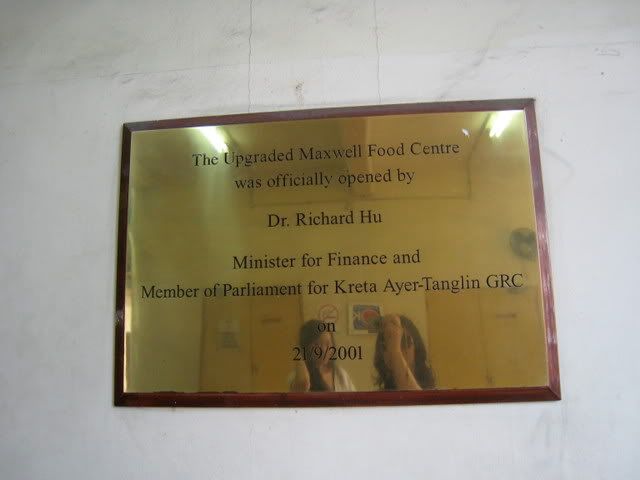 The Upgraded Maxwell Food Centre
was officially opened by
Dr. Richard Hu
Minister for Finance and
Member of Parliament for Kreta Ayer-Tanglin GRC
on
21/9/2001